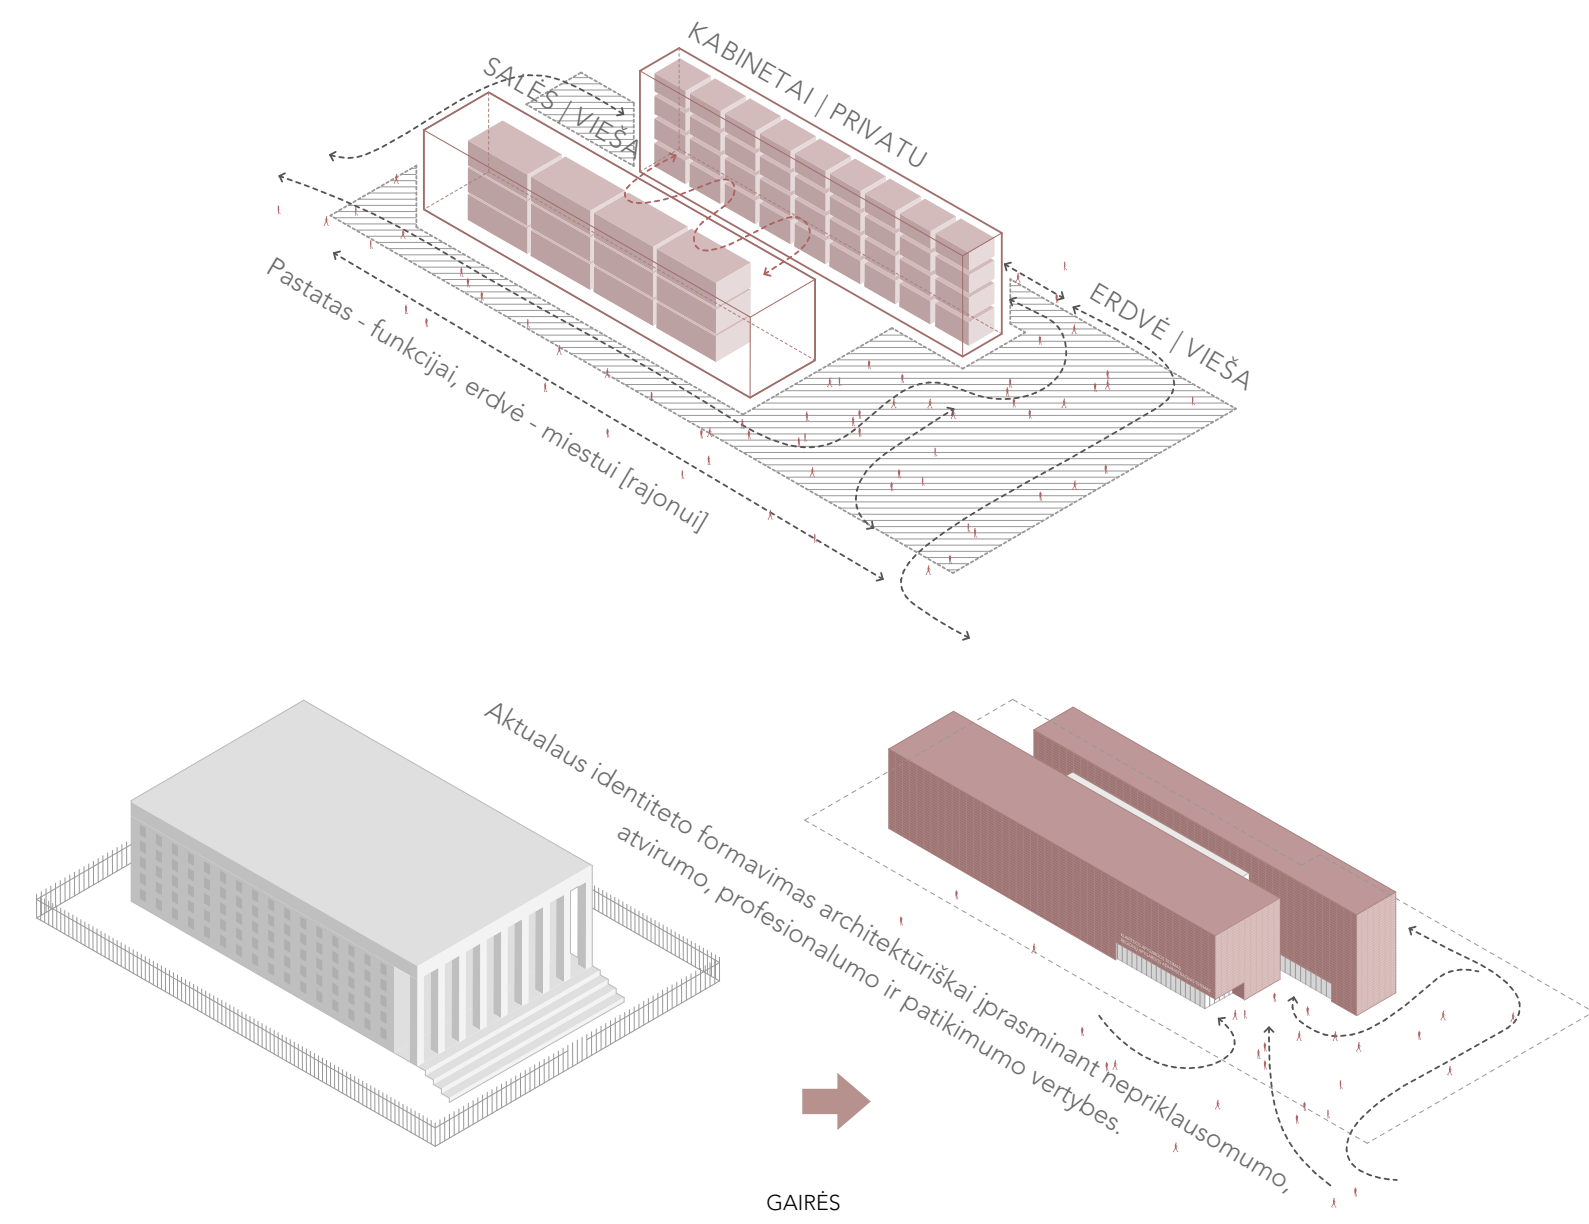 KABINETAI | PRIVATU
SALĖS | VIEŠA
ERDVĖ | VIEŠA
Pastatas - funkcijai, erdvė - miestui [rajonui]
Aktualaus identiteto formavimas architektūriškai įprasminant nepriklausomumo,
atvirumo, profesionalumo ir patikimumo vertybes.
GAIRĖS